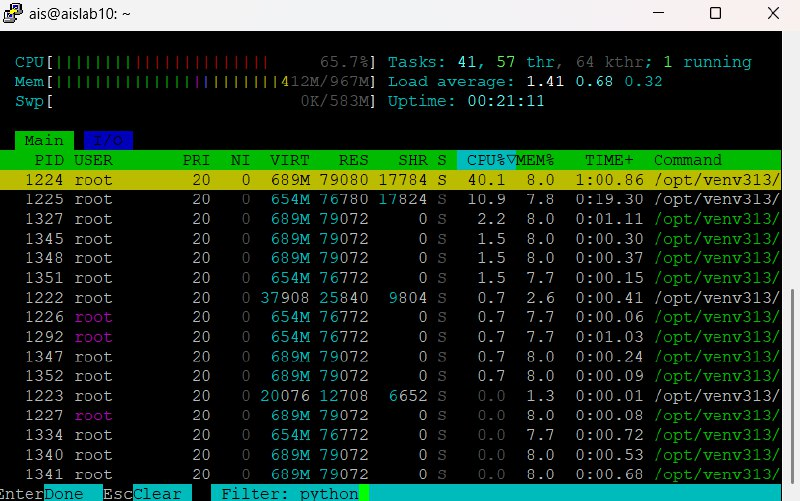 ais@aislab10: ~
CPU[||||||||||||||||||||||| 65.7%] Tasks: 41, 57 thr, 64 kthr; 1 running
Mem[||||||||||||||||||||||||412M/967M] Load average: 1.41 0.68 0.32
Swp[ 0K/583M] Uptime: 00:21:11
Main I/O
PID USER PRI NI VIRT RES SHR S CPU%▽MEM% TIME+ Command
1224 root 20 0 689M 79080 17784 S 40.1 8.0 1:00.86 /opt/venv313/
1225 root 20 0 654M 76780 17824 S 10.9 7.8 0:19.30 /opt/venv313/
1327 root 20 0 689M 79072 0 S 2.2 8.0 0:01.11 /opt/venv313/
1345 root 20 0 689M 79072 0 S 1.5 8.0 0:00.30 /opt/venv313/
1348 root 20 0 689M 79072 0 S 1.5 8.0 0:00.37 /opt/venv313/
1351 root 20 0 654M 76772 0 S 1.5 7.7 0:00.15 /opt/venv313/
1222 root 20 0 37908 25840 9804 S 0.7 2.6 0:00.41 /opt/venv313/
1226 root 20 0 654M 76772 0 S 0.7 7.7 0:00.06 /opt/venv313/
1292 root 20 0 654M 76772 0 S 0.7 7.7 0:01.03 /opt/venv313/
1347 root 20 0 689M 79072 0 S 0.7 8.0 0:00.24 /opt/venv313/
1352 root 20 0 689M 79072 0 S 0.7 8.0 0:00.09 /opt/venv313/
1223 root 20 0 20076 12708 6652 S 0.0 1.3 0:00.01 /opt/venv313/
1227 root 20 0 689M 79072 0 S 0.0 8.0 0:00.08 /opt/venv313/
1334 root 20 0 654M 76772 0 S 0.0 7.7 0:00.72 /opt/venv313/
1340 root 20 0 689M 79072 0 S 0.0 8.0 0:00.53 /opt/venv313/
1341 root 20 0 689M 79072 0 S 0.0 8.0 0:00.68 /opt/venv313/
EnterDone EscClear Filter: python